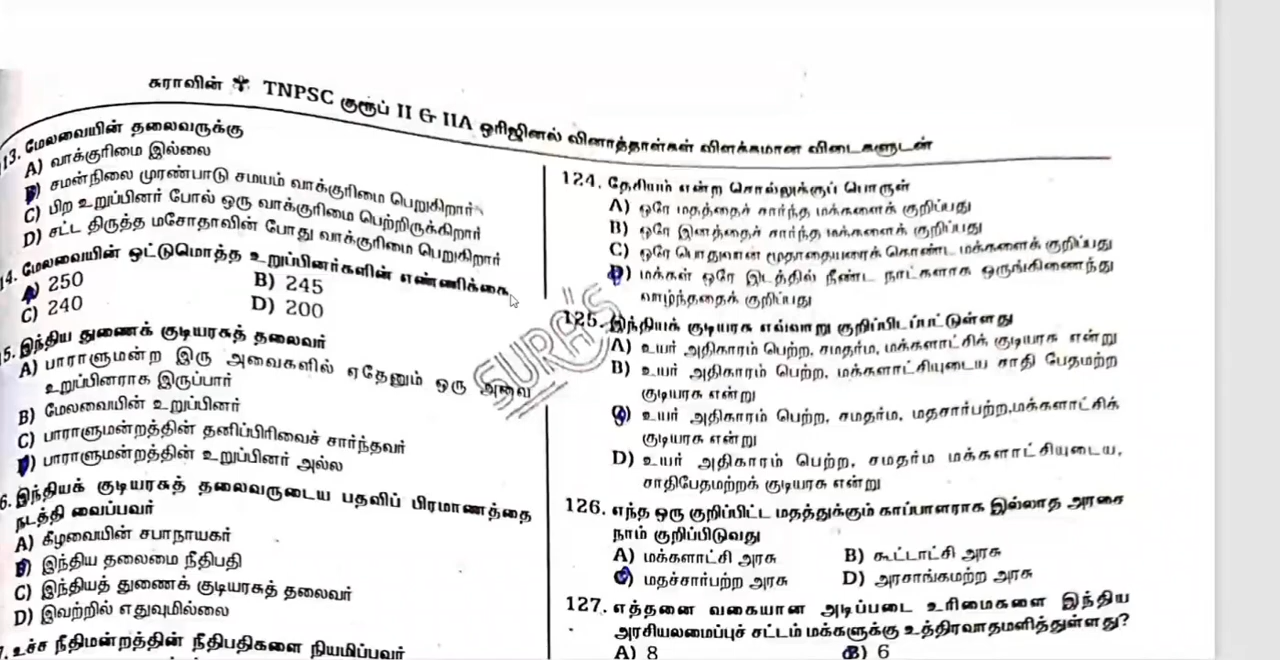 சுராவின் ✤ TNPSC குரூப் II & IIA ஒரிஜினல் வினாத்தாள்கள் விளக்கமான விடைகளுடன்
13. மேலவையின் தலைவருக்கு
A) வாக்குரிமை இல்லை
B) சமன்நிலை முரண்பாடு சமயம் வாக்குரிமை பெறுகிறார்
C) பிற உறுப்பினர் போல் ஒரு வாக்குரிமை பெற்றிருக்கிறார்
D) சட்ட திருத்த மசோதாவின் போது வாக்குரிமை பெறுகிறார்
14. மேலவையின் ஒட்டுமொத்த உறுப்பினர்களின் எண்ணிக்கை
A) 250 B) 245
C) 240 D) 200
5. இந்திய துணைக் குடியரசுத் தலைவர்
A) பாராளுமன்ற இரு அவைகளில் ஏதேனும் ஒரு அவை
உறுப்பினராக இருப்பார்
B) மேலவையின் உறுப்பினர்
C) பாராளுமன்றத்தின் தனிப்பிரிவைச் சார்ந்தவர்
D) பாராளுமன்றத்தின் உறுப்பினர் அல்ல
6. இந்தியக் குடியரசுத் தலைவருடைய பதவிப் பிரமாணத்தை
நடத்தி வைப்பவர்
A) கீழவையின் சபாநாயகர்
B) இந்திய தலைமை நீதிபதி
C) இந்தியத் துணைக் குடியரசுத் தலைவர்
D) இவற்றில் எதுவுமில்லை
7. உச்ச நீதிமன்றத்தின் நீதிபதிகளை நியமிப்பவர்
SURA'S
124. தேசியம் என்ற சொல்லுக்குப் பொருள்
A) ஒரே மதத்தைச் சார்ந்த மக்களைக் குறிப்பது
B) ஒரே இனத்தைச் சார்ந்த மக்களைக் குறிப்பது
C) ஒரே பொதுவான மூதாதையரைக் கொண்ட மக்களைக் குறிப்பது
D) மக்கள் ஒரே இடத்தில் நீண்ட நாட்களாக ஒருங்கிணைந்து
வாழ்ந்ததைக் குறிப்பது
125. இந்தியக் குடியரசு எவ்வாறு குறிப்பிடப்பட்டுள்ளது
A) உயர் அதிகாரம் பெற்ற, சமதர்ம, மக்களாட்சிக் குடியரசு என்று
B) உயர் அதிகாரம் பெற்ற, மக்களாட்சியுடைய சாதி பேதமற்ற
குடியரசு என்று
C) உயர் அதிகாரம் பெற்ற, சமதர்ம, மதசார்பற்ற,மக்களாட்சிக்
குடியரசு என்று
D) உயர் அதிகாரம் பெற்ற, சமதர்ம மக்களாட்சியுடைய,
சாதிபேதமற்றக் குடியரசு என்று
126. எந்த ஒரு குறிப்பிட்ட மதத்துக்கும் காப்பாளராக இல்லாத அரசை
நாம் குறிப்பிடுவது
A) மக்களாட்சி அரசு B) கூட்டாட்சி அரசு
C) மதச்சார்பற்ற அரசு D) அரசாங்கமற்ற அரசு
127. எத்தனை வகையான அடிப்படை உரிமைகளை இந்திய
அரசியலமைப்புச் சட்டம் மக்களுக்கு உத்திரவாதமளித்துள்ளது?
A) 8 B) 6